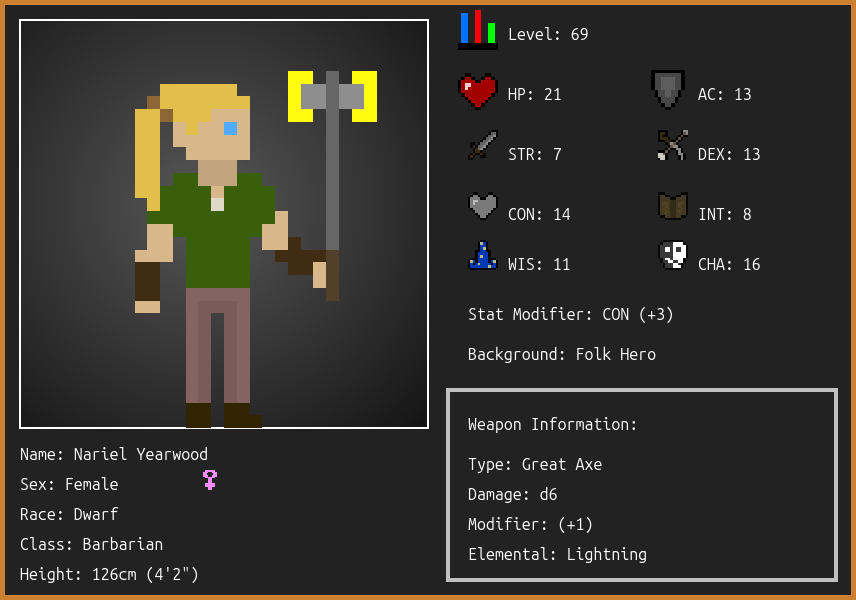 Level: 69
HP: 21
AC: 13
STR: 7
DEX: 13
CON: 14
INT: 8
WIS: 11
CHA: 16
Stat Modifier: CON (+3)
Background: Folk Hero
Weapon Information:
Type: Great Axe
Damage: d6
Modifier: (+1)
Elemental: Lightning
Name: Nariel Yearwood
Sex: Female
Race: Dwarf
Class: Barbarian
Height: 126cm (4'2")